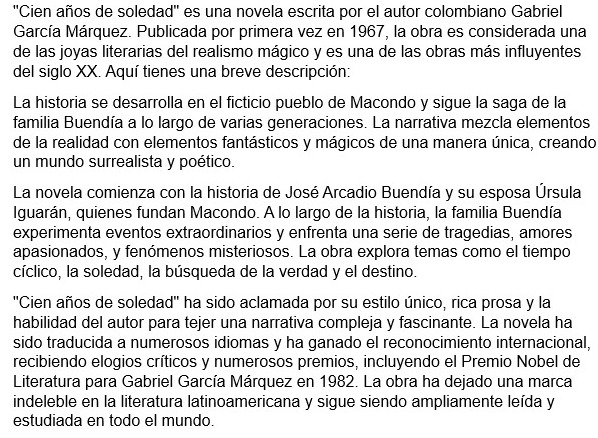 "Cien años de soledad" es una novela escrita por el autor colombiano Gabriel
García Márquez. Publicada por primera vez en 1967, la obra es considerada una
de las joyas literarias del realismo mágico y es una de las obras más influyentes
del siglo XX. Aquí tienes una breve descripción:
La historia se desarrolla en el ficticio pueblo de Macondo y sigue la saga de la
familia Buendía a lo largo de varias generaciones. La narrativa mezcla elementos
de la realidad con elementos fantásticos y mágicos de una manera única, creando
un mundo surrealista y poético.
La novela comienza con la historia de José Arcadio Buendía y su esposa Úrsula
Iguarán, quienes fundan Macondo. A lo largo de la historia, la familia Buendía
experimenta eventos extraordinarios y enfrenta una serie de tragedias, amores
apasionados, y fenómenos misteriosos. La obra explora temas como el tiempo
cíclico, la soledad, la búsqueda de la verdad y el destino.
"Cien años de soledad" ha sido aclamada por su estilo único, rica prosa y la
habilidad del autor para tejer una narrativa compleja y fascinante. La novela ha
sido traducida a numerosos idiomas y ha ganado el reconocimiento internacional,
recibiendo elogios críticos y numerosos premios, incluyendo el Premio Nobel de
Literatura para Gabriel García Márquez en 1982. La obra ha dejado una marca
indeleble en la literatura latinoamericana y sigue siendo ampliamente leída y
estudiada en todo el mundo.